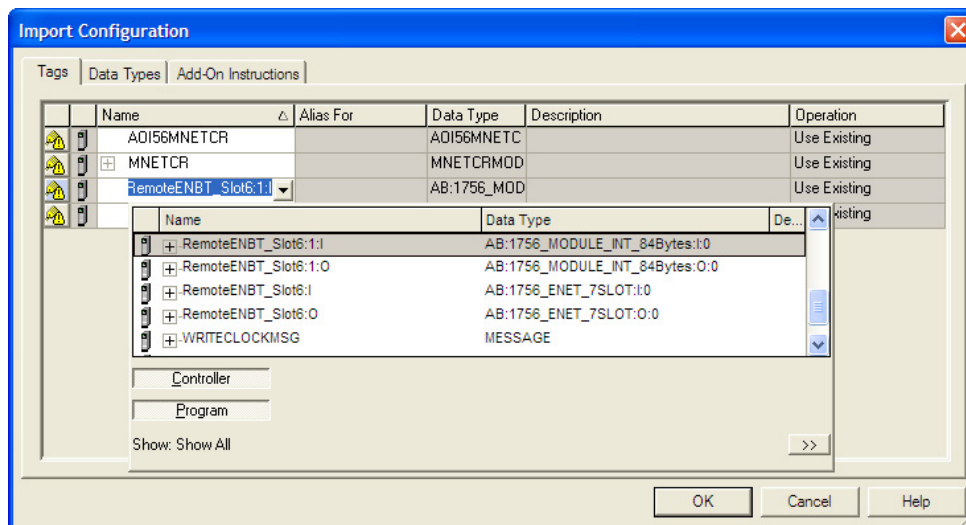 Import Configuration
Tags Data Types Add-On Instructions
Name Alias For Data Type Description Operation
AOI56MNETCR AOI56MNETC Use Existing
MNETCR MNETCRMOD Use Existing
RemoteENBT_Slot6:1:I AB:1756_MOD Use Existing
xisting
Name Data Type De...
RemoteENBT_Slot6:1:I AB:1756_MODULE_INT_84Bytes:I:0
RemoteENBT_Slot6:1:O AB:1756_MODULE_INT_84Bytes:O:0
RemoteENBT_Slot6:I AB:1756_ENET_7SLOT:I:0
RemoteENBT_Slot6:O AB:1756_ENET_7SLOT:O:0
WRITECLOCKMSG MESSAGE
Controller
Program
Show: Show All >>
OK Cancel Help